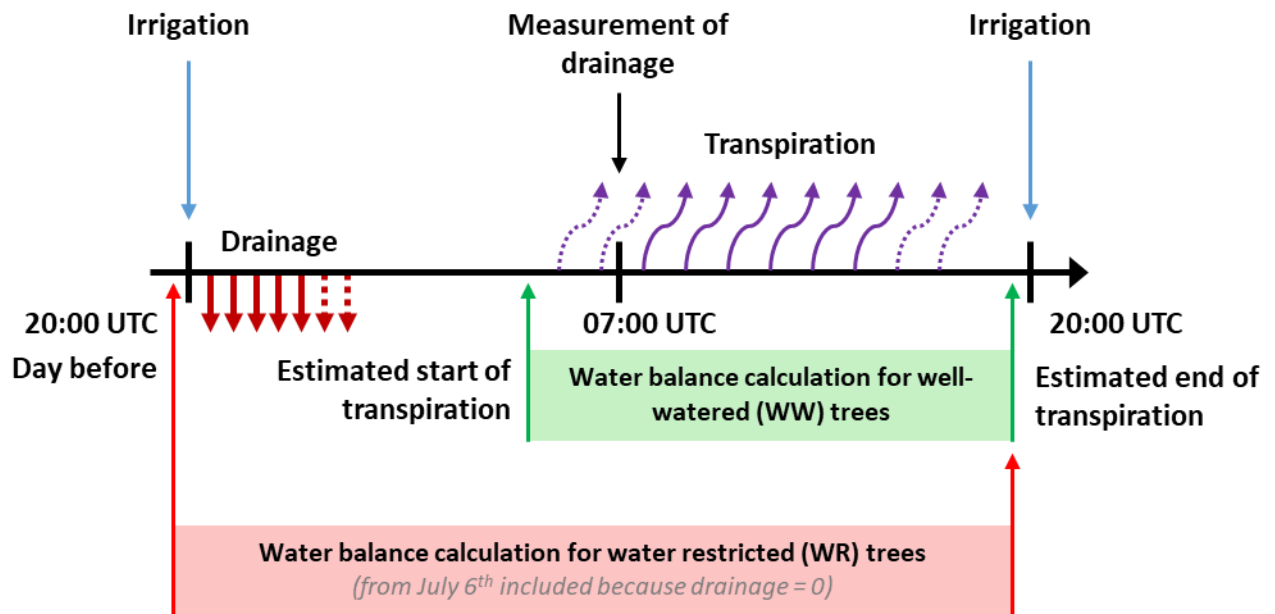 Irrigation
Measurement of
drainage
Irrigation
Transpiration
Drainage
20:00 UTC
Day before
07:00 UTC
20:00 UTC
Estimated start of
transpiration
Water balance calculation for well-
watered (WW) trees
Estimated end of
transpiration
Water balance calculation for water restricted (WR) trees
(from July 6th included because drainage = 0)